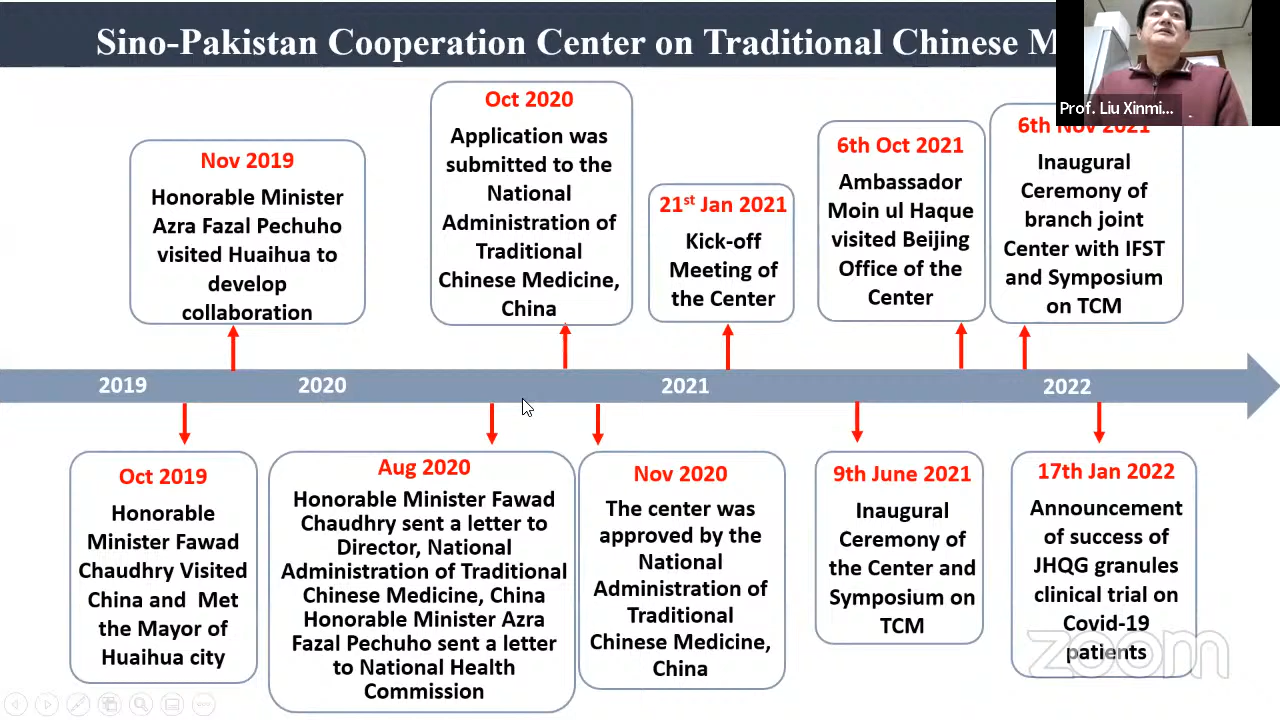 Sino-Pakistan Cooperation Center on Traditional Chinese
Prof. Liu Xinmi...
Nov 2019
Honorable Minister
Azra Fazal Pechuho
visited Huaihua to
develop
collaboration
Oct 2020
Application was
submitted to the
National
Administration of
Traditional
Chinese Medicine,
China
21st Jan 2021
Kick-off
Meeting of
the Center
6th Oct 2021
Ambassador
Moin ul Haque
visited Beijing
Office of the
Center
6th Nov 2021
Inaugural
Ceremony of
branch joint
Center with IFST
and Symposium
on TCM
2019
2020
2021
2022
Oct 2019
Honorable
Minister Fawad
Chaudhry Visited
China and Met
the Mayor of
Huaihua city
Aug 2020
Honorable Minister Fawad
Chaudhry sent a letter to
Director, National
Administration of Traditional
Chinese Medicine, China
Honorable Minister Azra
Fazal Pechuho sent a letter
to National Health
Commission
Nov 2020
The center was
approved by the
National
Administration of
Traditional
Chinese Medicine,
China
9th June 2021
Inaugural
Ceremony of
the Center and
Symposium on
TCM
17th Jan 2022
Announcement
of success of
JHQG granules
clinical trial on
Covid-19
patients
zoom